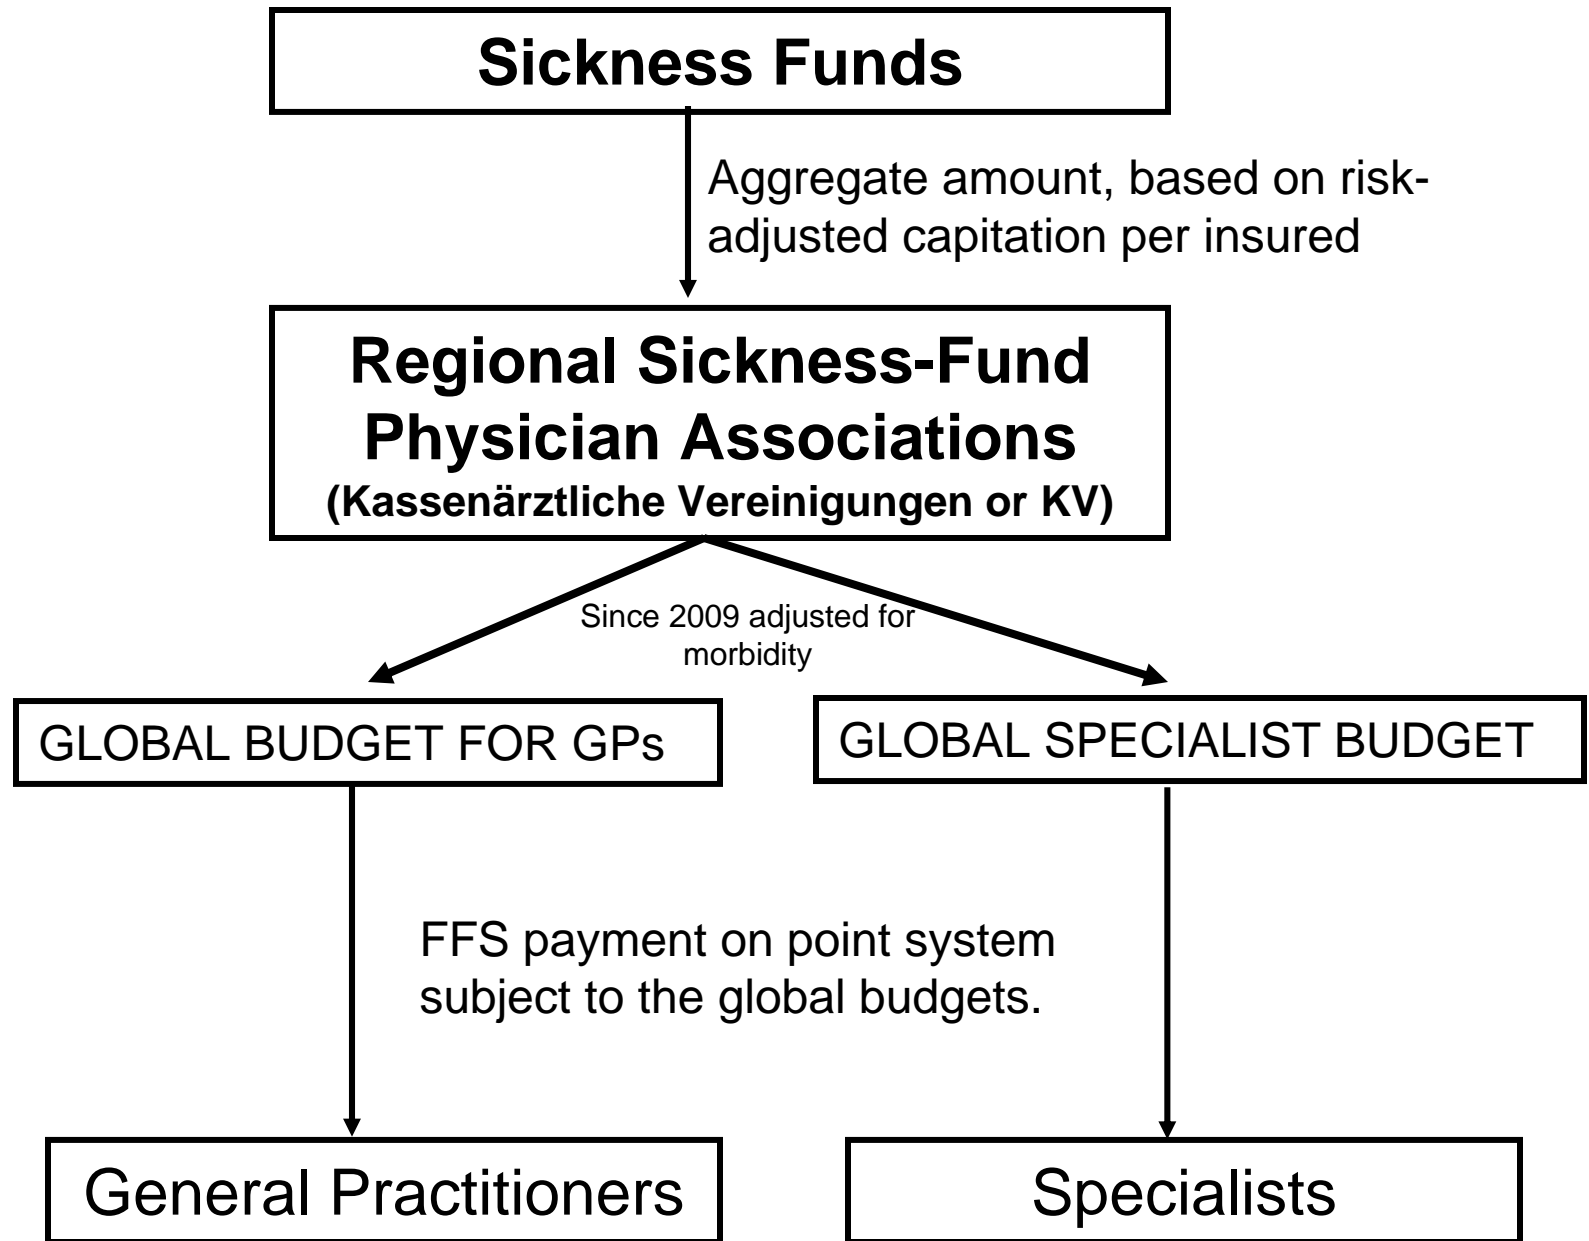 Sickness Funds
Aggregate amount, based on risk-
adjusted capitation per insured
Regional Sickness-Fund
Physician Associations
(Kassenärztliche Vereinigungen or KV)
Since 2009 adjusted for
morbidity
GLOBAL BUDGET FOR GPs
GLOBAL SPECIALIST BUDGET
FFS payment on point system
subject to the global budgets.
General Practitioners
Specialists